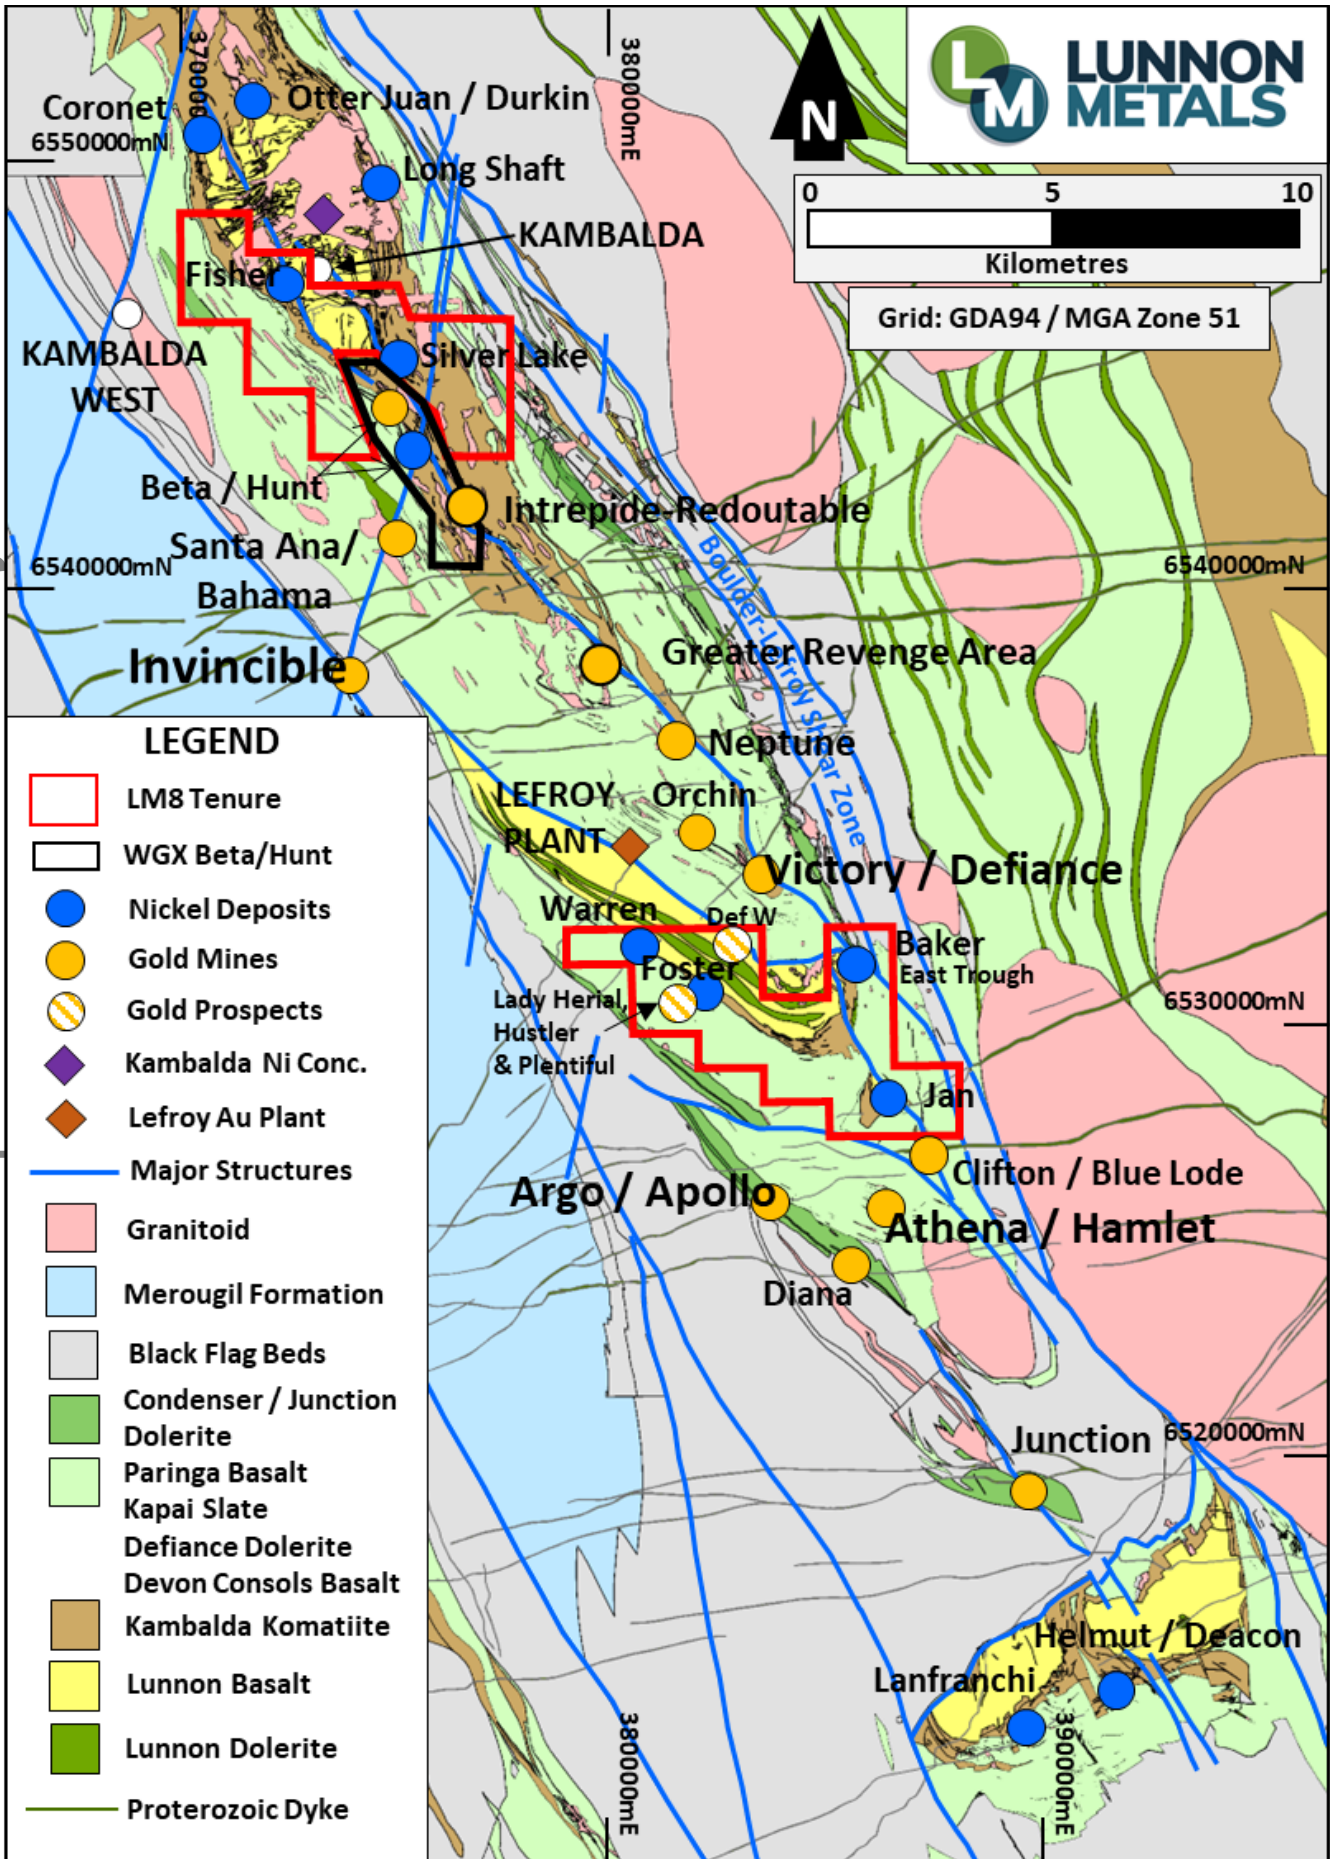 370000
380000mE
N
LM LUNNON
METALS
Coronet
6550000mN
Otter Juan / Durkin
Long Shaft
0 5 10
Kilometres
KAMBALDA
Fisher
Grid: GDA94 / MGA Zone 51
KAMBALDA
WEST
Silver Lake
Beta / Hunt
Intrepide-Redoutable
Santa Ana/
Bahama
6540000mN
6540000mN
Boulder-Lefroy Shear Zone
Invincible
Greater Revenge Area
Neptune
LEFROY
PLANT
Orchin
Victory / Defiance
Warren
Def W
Baker
East Trough
Foster
Lady Herial,
Hustler
& Plentiful
6530000mN
Jan
Clifton / Blue Lode
Argo / Apollo
Athena / Hamlet
Diana
Junction
6520000mN
Helmut / Deacon
Lanfranchi
380000mE
390000mE
LEGEND
LM8 Tenure
WGX Beta/Hunt
Nickel Deposits
Gold Mines
Gold Prospects
Kambalda Ni Conc.
Lefroy Au Plant
Major Structures
Granitoid
Merougil Formation
Black Flag Beds
Condenser / Junction
Dolerite
Paringa Basalt
Kapai Slate
Defiance Dolerite
Devon Consols Basalt
Kambalda Komatiite
Lunnon Basalt
Lunnon Dolerite
Proterozoic Dyke